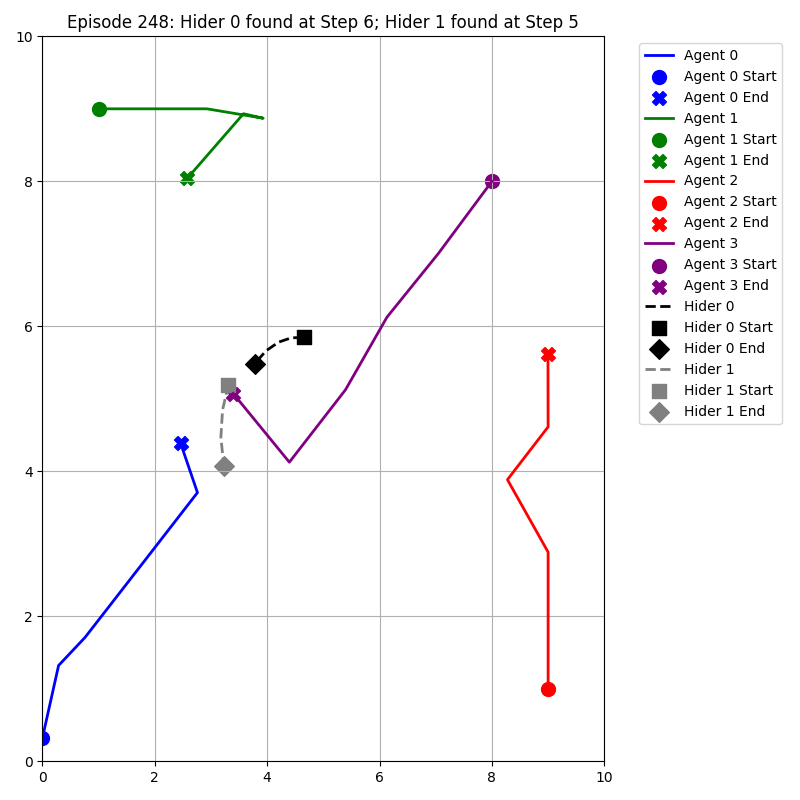 Episode 248: Hider 0 found at Step 6; Hider 1 found at Step 5
10
8
6
4
2
0
0
2
4
6
8
10
Agent 0
Agent 0 Start
Agent 0 End
Agent 1
Agent 1 Start
Agent 1 End
Agent 2
Agent 2 Start
Agent 2 End
Agent 3
Agent 3 Start
Agent 3 End
Hider 0
Hider 0 Start
Hider 0 End
Hider 1
Hider 1 Start
Hider 1 End